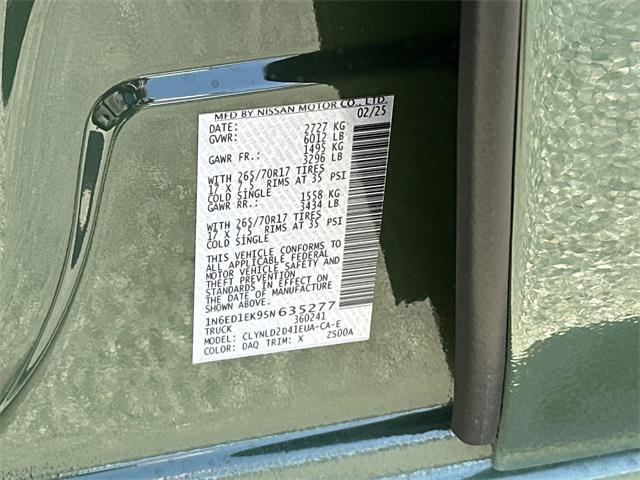 MFD BY NISSAN MOTOR CO., LTD.
DATE: 02/25
GVWR: 2727 KG
6012 LB
GAWR FR.: 1495 KG
3296 LB
WITH 265/70R17 TIRES
17 X 7.5 RIMS AT 35 PSI
COLD SINGLE
GAWR RR.: 1558 KG
3434 LB
WITH 265/70R17 TIRES
17 X 7.5 RIMS AT 35 PSI
COLD SINGLE
THIS VEHICLE CONFORMS TO
ALL APPLICABLE FEDERAL
MOTOR VEHICLE SAFETY AND
THEFT PREVENTION
STANDARDS IN EFFECT ON
THE DATE OF MANUFACTURE
SHOWN ABOVE.
1N6ED1EK9SN635277
TRUCK 360241
MODEL: CLYNLD2D41EUA-CA-E
COLOR: DAQ TRIM: X 2S00A